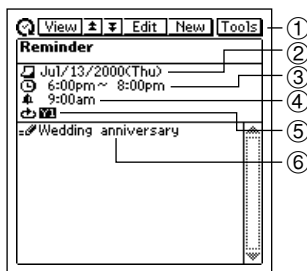 View Edit New Tools ①
Reminder ②
Jul/13/2000(Thu) ③
6:00pm~ 8:00pm ④
9:00am
Y1 ⑤
Wedding anniversary
⑥